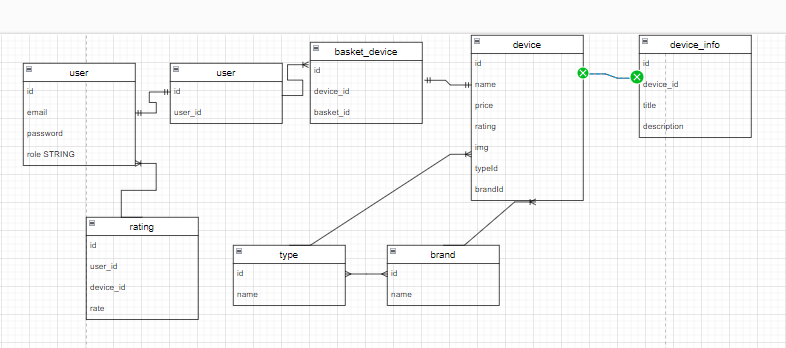 user
id
email
password
role STRING
user
id
user_id
basket_device
id
device_id
basket_id
device
id
name
price
rating
img
typeId
brandId
device_info
id
device_id
title
description
rating
id
user_id
device_id
rate
type
id
name
brand
id
name